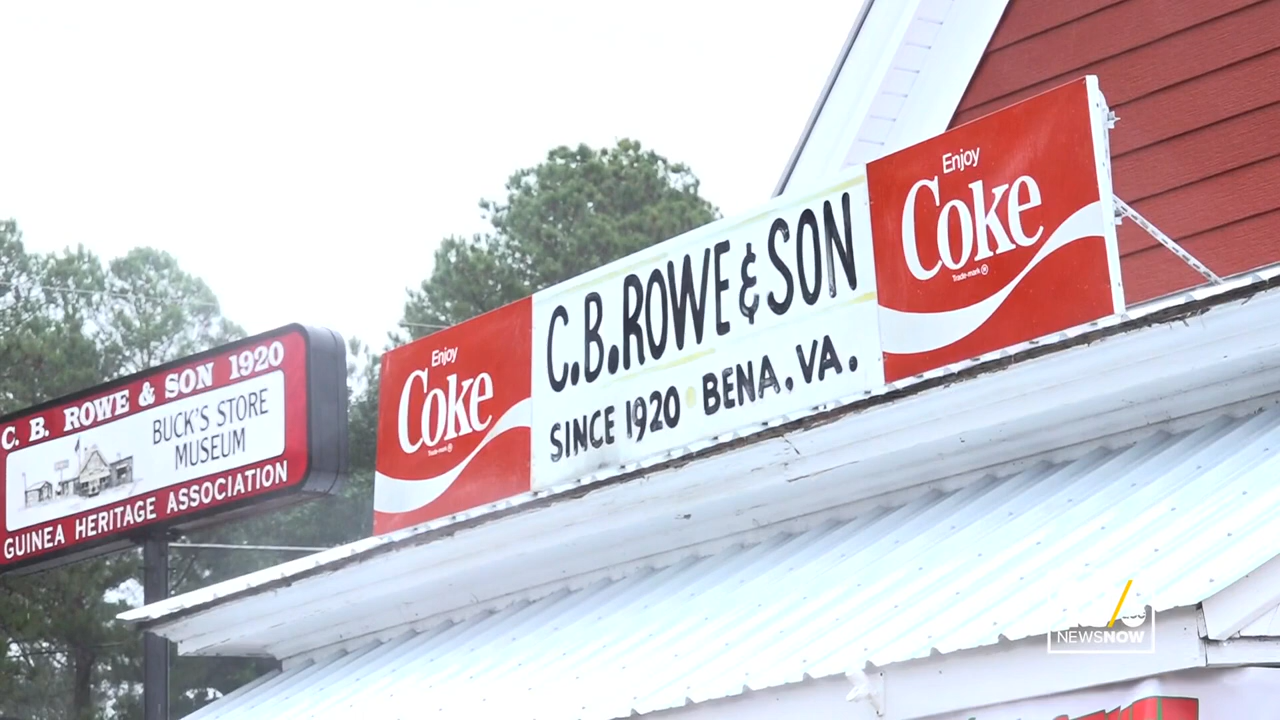 C. B. ROWE & SON 1920
BUCK'S STORE
MUSEUM
GUINEA HERITAGE ASSOCIATION
Enjoy
Coke
Trade-mark ®
C.B. ROWE & SON
SINCE 1920 • BENA. VA.
Enjoy
Coke
Trade-mark ®
NEWSNOW